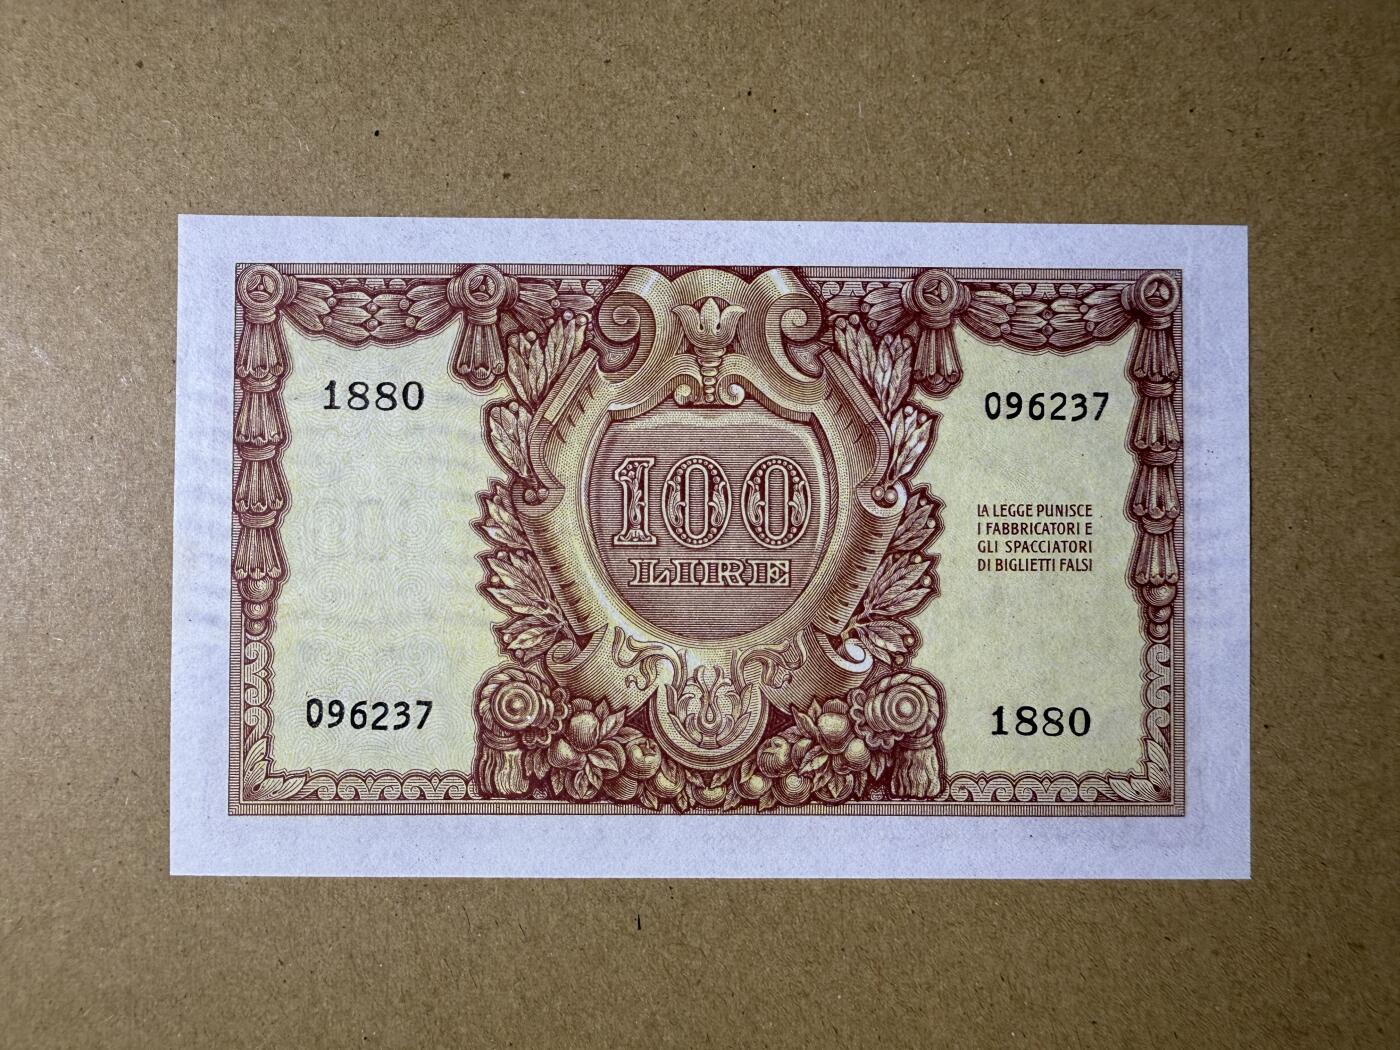 1880
096237
100
LIRE
LA LEGGE PUNISCE
I FABBRICATORI E
GLI SPACCIATORI
DI BIGLIETTI FALSI
096237
1880